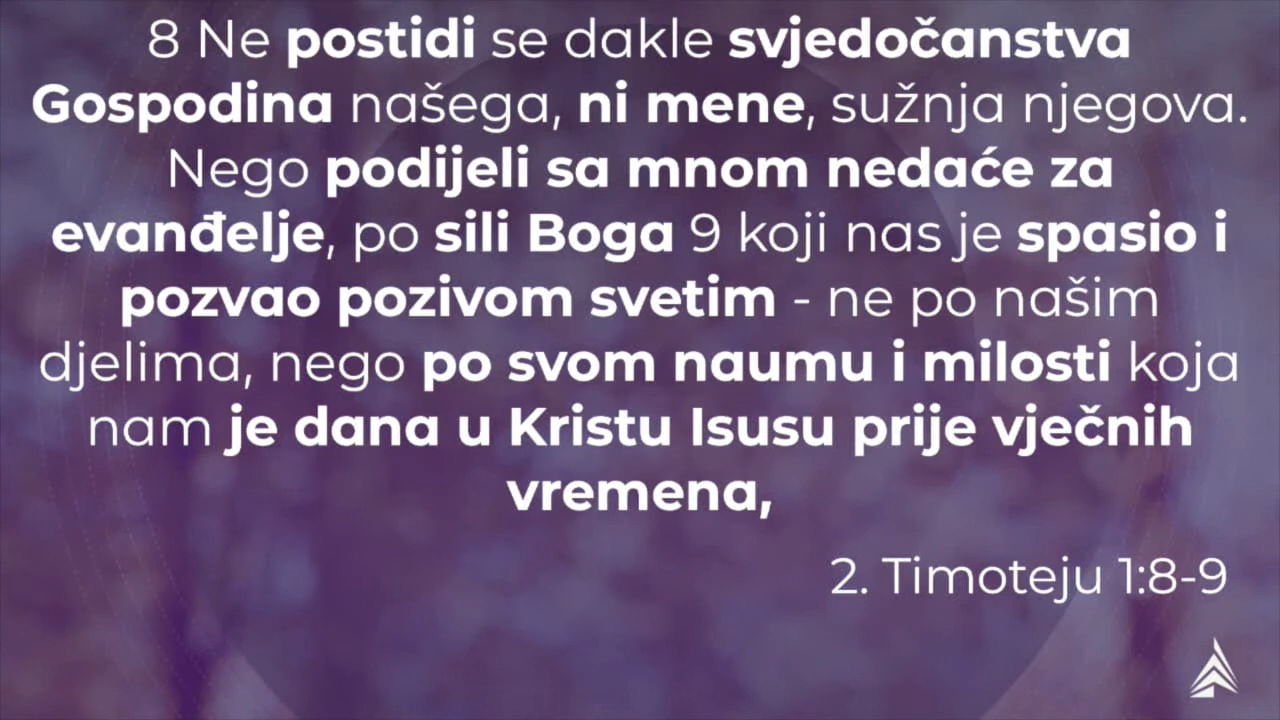 8 Ne postidi se dakle svjedočanstva
Gospodina našega, ni mene, sužnja njegova.
Nego podijeli sa mnom nedaće za
evanđelje, po sili Boga 9 koji nas je spasio i
pozvao pozivom svetim - ne po našim
djelima, nego po svom naumu i milosti koja
nam je dana u Kristu Isusu prije vječnih
vremena,
2. Timoteju 1:8-9